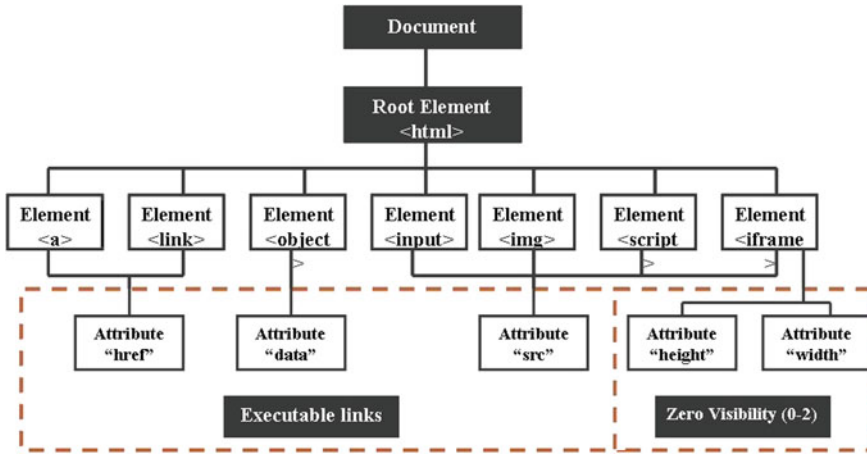 Document
Root Element
<html>
Element
<a>
Element
<link>
Element
<object
>
Element
<input>
Element
<img>
Element
<script
>
Element
<iframe
>
Attribute
“href”
Attribute
“data”
Attribute
“src”
Attribute
“height”
Attribute
“width”
Executable links
Zero Visibility (0-2)